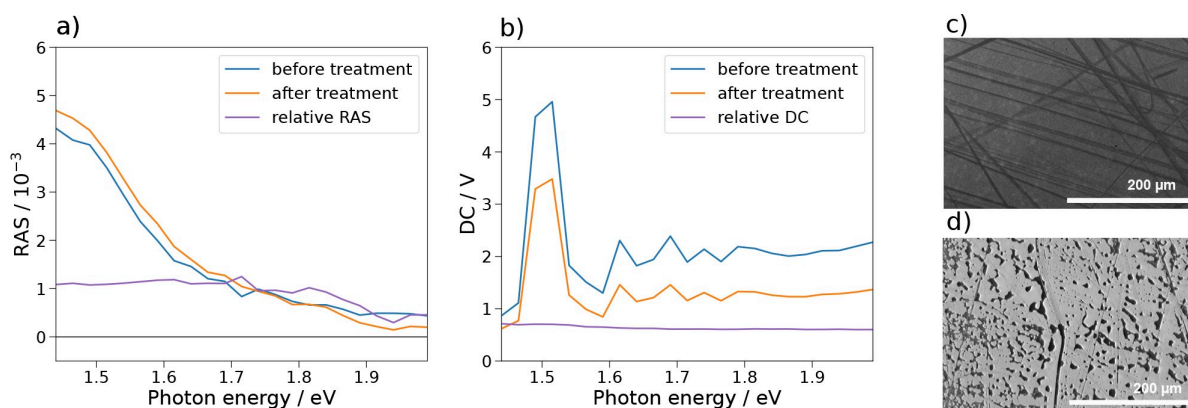 a)
6
5
4
3
2
1
0
RAS / 10⁻³
before treatment
after treatment
relative RAS
1.5 1.6 1.7 1.8 1.9
Photon energy / eV
b)
6
5
4
3
2
1
0
DC / V
before treatment
after treatment
relative DC
1.5 1.6 1.7 1.8 1.9
Photon energy / eV
c)
200 µm
d)
200 µm